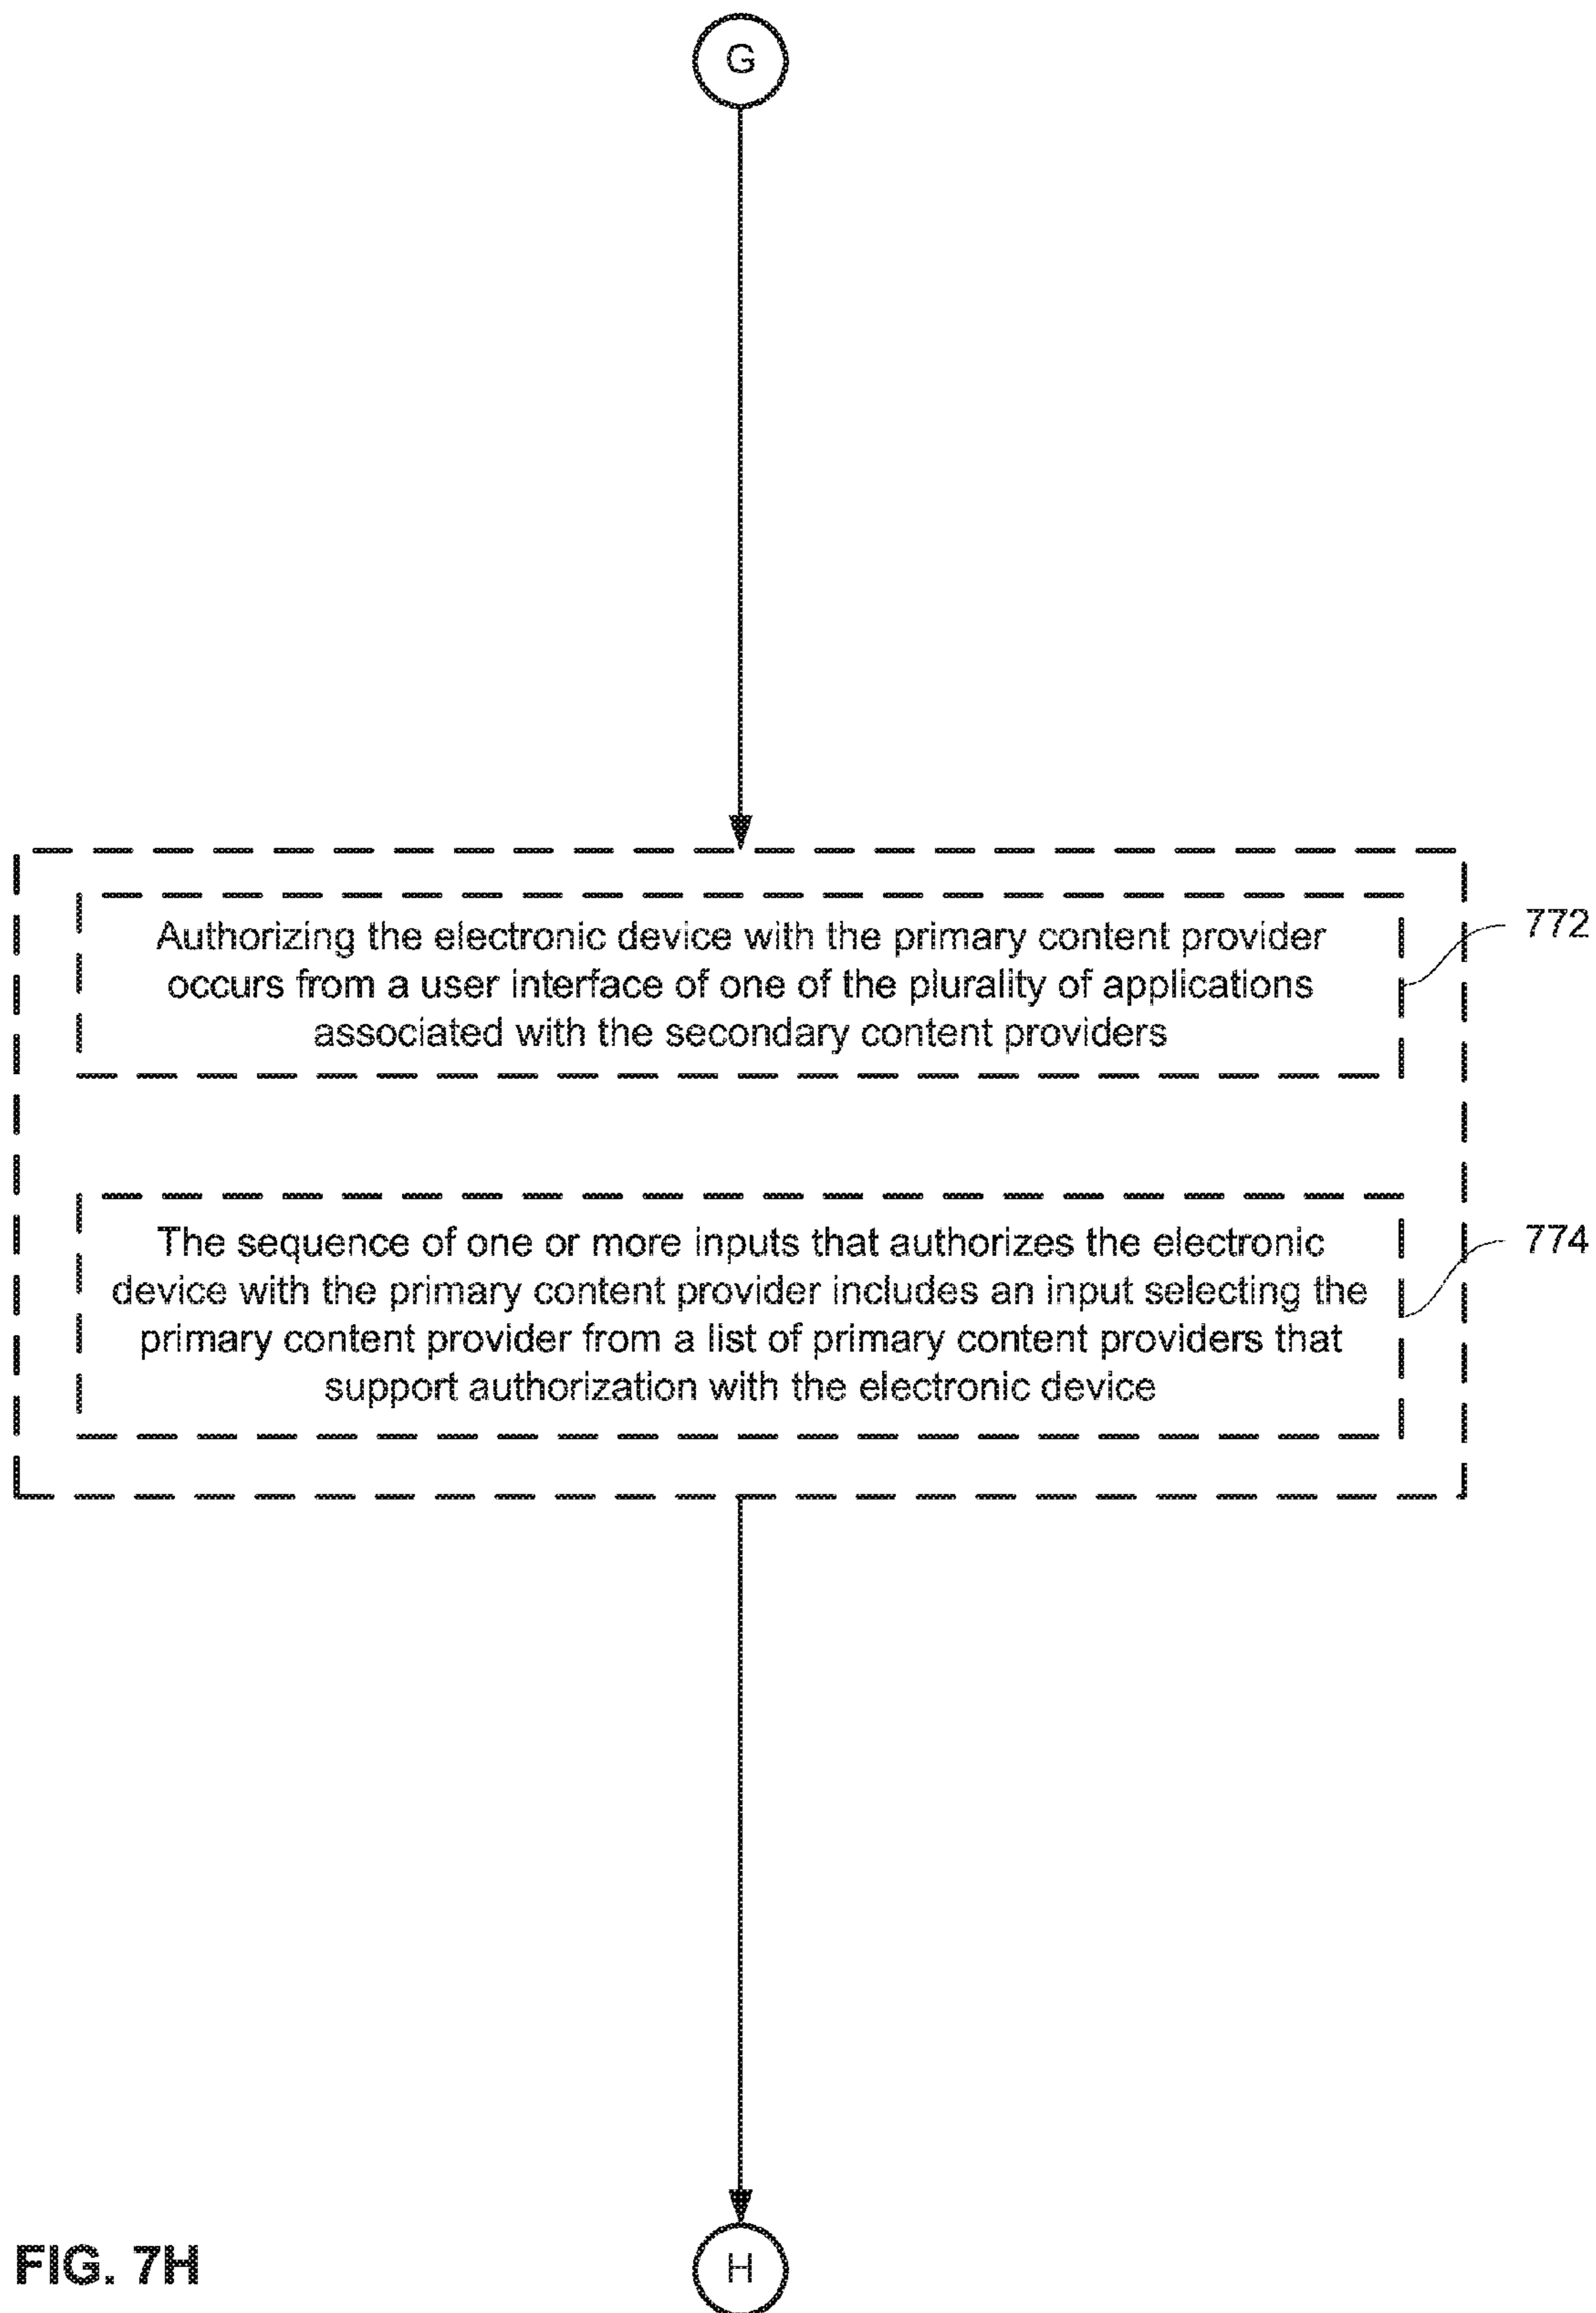 G
Authorizing the electronic device with the primary content provider
occurs from a user interface of one of the plurality of applications
associated with the secondary content providers
772
The sequence of one or more inputs that authorizes the electronic
device with the primary content provider includes an input selecting the
primary content provider from a list of primary content providers that
support authorization with the electronic device
774
FIG. 7H
H